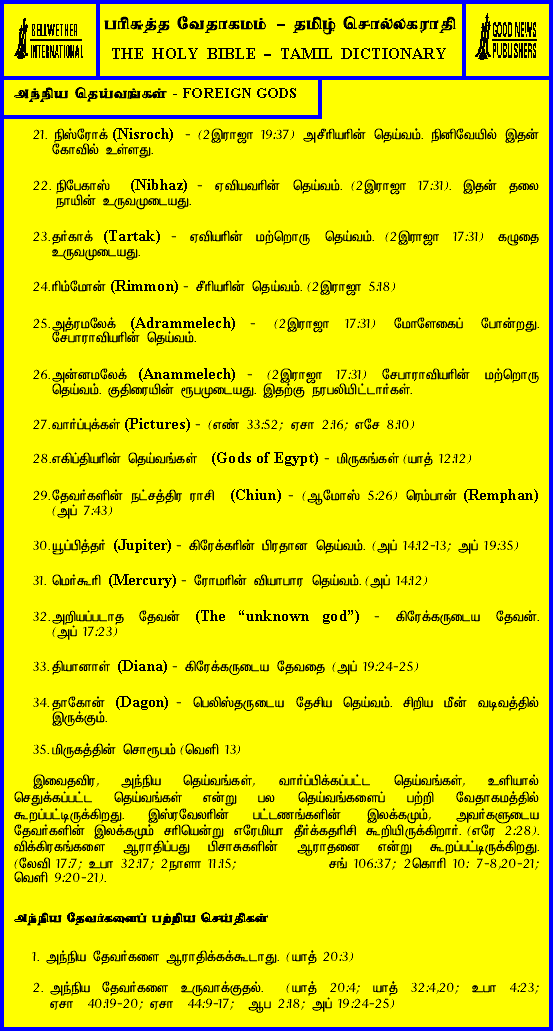 BELLWETHER
INTERNATIONAL
பரிசுத்த வேதாகமம் – தமிழ் சொல்லகராதி
THE HOLY BIBLE – TAMIL DICTIONARY
GOOD NEWS
PUBLISHERS
அந்நிய தெய்வங்கள் - FOREIGN GODS
21. நிஸ்ரோக் (Nisroch) - (2இராஜா 19:37) அசீரியரின் தெய்வம். நினிவேயில் இதன்
கோவில் உள்ளது.
22. நிபேகாஸ் (Nibhaz) - ஏவியவரின் தெய்வம். (2இராஜா 17:31). இதன் தலை
நாயின் உருவமுடையது.
23.தர்காக் (Tartak) - ஏவியரின் மற்றொரு தெய்வம். (2இராஜா 17:31) கழுதை
உருவமுடையது.
24.ரிம்மோன் (Rimmon) - சீரியரின் தெய்வம். (2இராஜா 5:18)
25.அத்ரமலேக் (Adrammelech) - (2இராஜா 17:31) மோளேகைப் போன்றது.
சேபாராவியரின் தெய்வம்.
26.அன்னமலேக் (Anammelech) - (2இராஜா 17:31) சேபாராவியரின் மற்றொரு
தெய்வம். குதிரையின் ரூபமுடையது. இதற்கு நரபலியிட்டார்கள்.
27.வார்ப்புக்கள் (Pictures) - (எண் 33:52; ஏசா 2:16; எசே 8:10)
28.எகிப்தியரின் தெய்வங்கள் (Gods of Egypt) - மிருகங்கள் (யாத் 12:12)
29.தேவர்களின் நட்சத்திர ராசி (Chiun) - (ஆமோஸ் 5:26) ரெம்பான் (Remphan)
(அப் 7:43)
30.யூப்பித்தர் (Jupiter) - கிரேக்கரின் பிரதான தெய்வம். (அப் 14:12-13; அப் 19:35)
31. மெர்கூரி (Mercury) - ரோமரின் வியாபார தெய்வம். (அப் 14:12)
32.அறியப்படாத தேவன் (The “unknown god”) - கிரேக்கருடைய தேவன்.
(அப் 17:23)
33.தியானாள் (Diana) - கிரேக்கருடைய தேவதை (அப் 19:24-25)
34.தாகோன் (Dagon) - பெலிஸ்தருடைய தேசிய தெய்வம். சிறிய மீன் வடிவத்தில்
இருக்கும்.
35.மிருகத்தின் சொரூபம் (வெளி 13)
இவைதவிர, அந்நிய தெய்வங்கள், வார்ப்பிக்கப்பட்ட தெய்வங்கள், உளியால்
செதுக்கப்பட்ட தெய்வங்கள் என்று பல தெய்வங்களைப் பற்றி வேதாகமத்தில்
கூறப்பட்டிருக்கிறது. இஸ்ரவேலரின் பட்டணங்களின் இலக்கமும், அவர்களுடைய
தேவர்களின் இலக்கமும் சரியென்று எரேமியா தீர்க்கதரிசி கூறியிருக்கிறார். (எரே 2:28).
விக்கிரகங்களை ஆராதிப்பது பிசாசுகளின் ஆராதனை என்று கூறப்பட்டிருக்கிறது.
(லேவி 17:7; உபா 32:17; 2நாளா 11:15; சங் 106:37; 2கொரி 10: 7-8,20-21;
வெளி 9:20-21).
அந்நிய தேவர்களைப் பற்றிய செய்திகள்
1. அந்நிய தேவர்களை ஆராதிக்கக்கூடாது. (யாத் 20:3)
2. அந்நிய தேவர்களை உருவாக்குதல். (யாத் 20:4; யாத் 32:4,20; உபா 4:23;
ஏசா 40:19-20; ஏசா 44:9-17; ஆப 2:18; அப் 19:24-25)